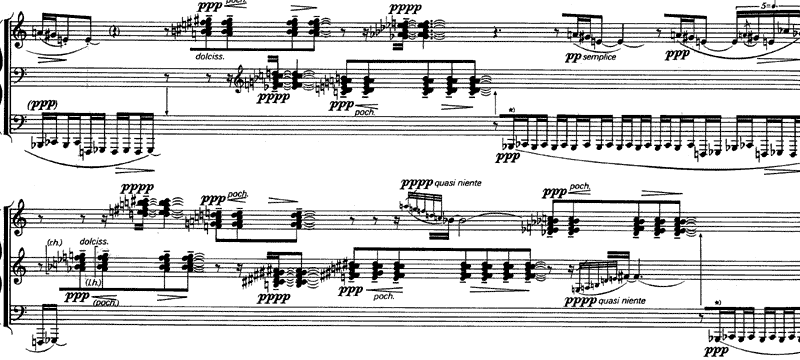 ppp poch. pppp 5=4
dolciss. pp semplice ppp
pppp ppp poch.
(ppp)
*)
ppp
pppp ppp poch. pppp quasi niente ppp poch.
(r.h.) dolciss.
ppp (l.h.) (poch.) pppp ppp poch. pppp quasi niente
*)
ppp